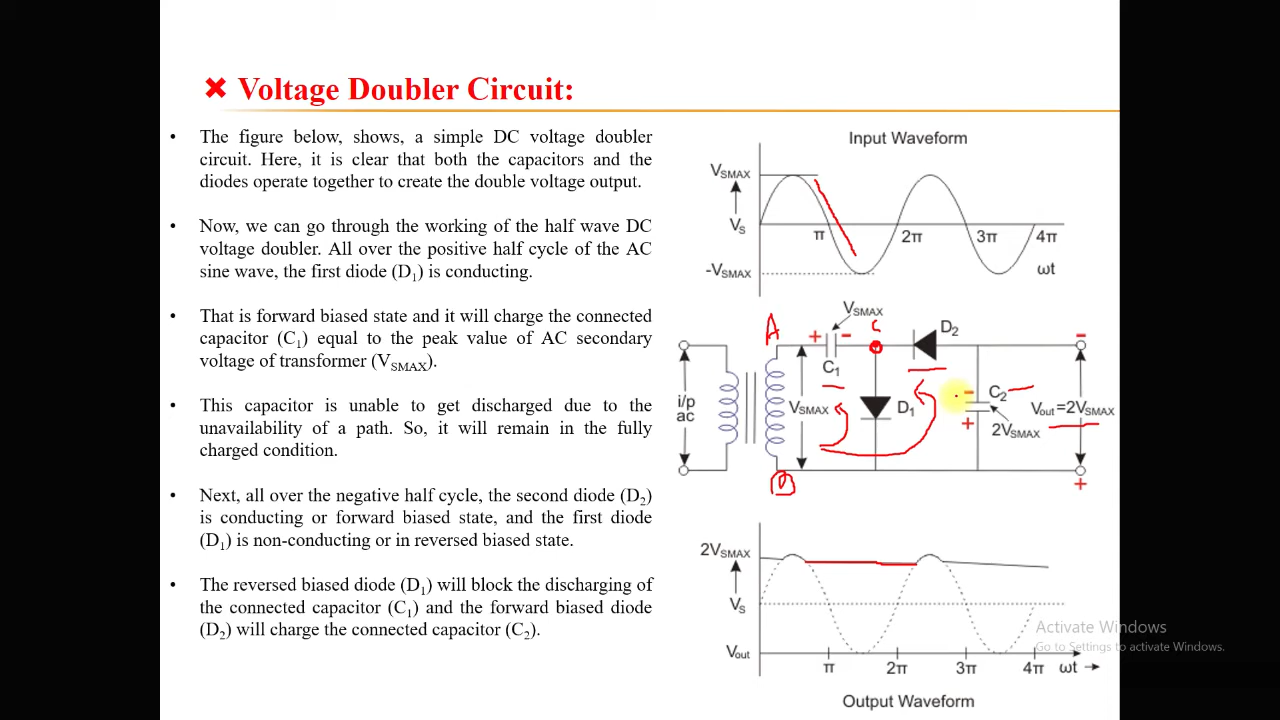 ✖ Voltage Doubler Circuit:
• The figure below, shows, a simple DC voltage doubler
circuit. Here, it is clear that both the capacitors and the
diodes operate together to create the double voltage output.
• Now, we can go through the working of the half wave DC
voltage doubler. All over the positive half cycle of the AC
sine wave, the first diode (D1) is conducting.
• That is forward biased state and it will charge the connected
capacitor (C1) equal to the peak value of AC secondary
voltage of transformer (VSMAX).
• This capacitor is unable to get discharged due to the
unavailability of a path. So, it will remain in the fully
charged condition.
• Next, all over the negative half cycle, the second diode (D2)
is conducting or forward biased state, and the first diode
(D1) is non-conducting or in reversed biased state.
• The reversed biased diode (D1) will block the discharging of
the connected capacitor (C1) and the forward biased diode
(D2) will charge the connected capacitor (C2).
Input Waveform
VSMAX
VS
π 2π 3π 4π
-VSMAX
ωt
VSMAX
A
C
D2
+ -
-
C1
i/p
ac
VSMAX
D1
-
C2
Vout =2VSMAX
+
2VSMAX
B
+
2VSMAX
VS
Vout
π 2π 3π 4π ωt
Output Waveform
Activate Windows
Go to Settings to activate Windows.